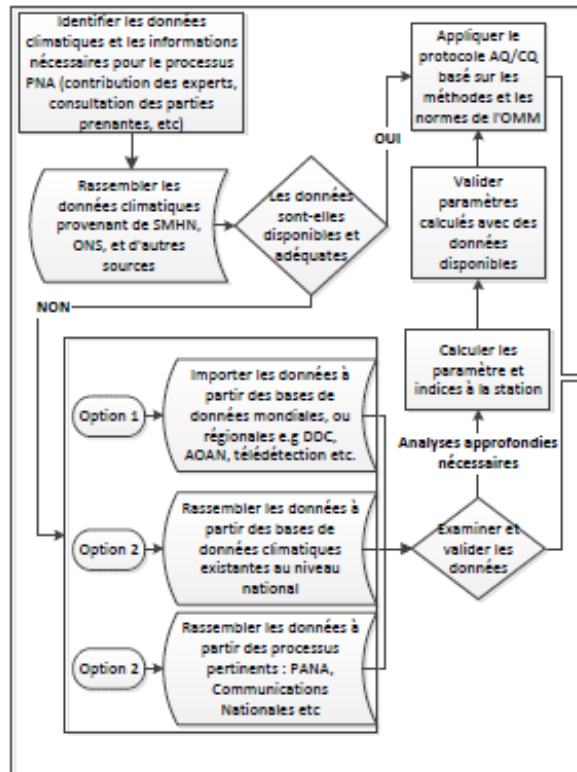 Identifier les données
climatiques et les informations
nécessaires pour le processus
PNA (contribution des experts,
consultation des parties
prenantes, etc)
Rassembler les
données climatiques
provenant de SMHN,
ONS, et d'autres
sources
Les données
sont-elles
disponibles et
adéquates
OUI
Appliquer le
protocole AQ/CQ
basé sur les
méthodes et les
normes de l'OMM
Valider
paramètres
calculés avec des
données
disponibles
Calculer les
paramètre et
indices à la station
Analyses approfondies
nécessaires
Examiner et
valider les
données
NON
Option 1
Importer les données à
partir des bases de
données mondiales, ou
régionales e.g DDC,
AOAN, télédétection etc.
Option 2
Rassembler les données à
partir des bases de
données climatiques
existantes au niveau
national
Option 2
Rassembler les données à
partir des processus
pertinents : PANA,
Communications
Nationales etc